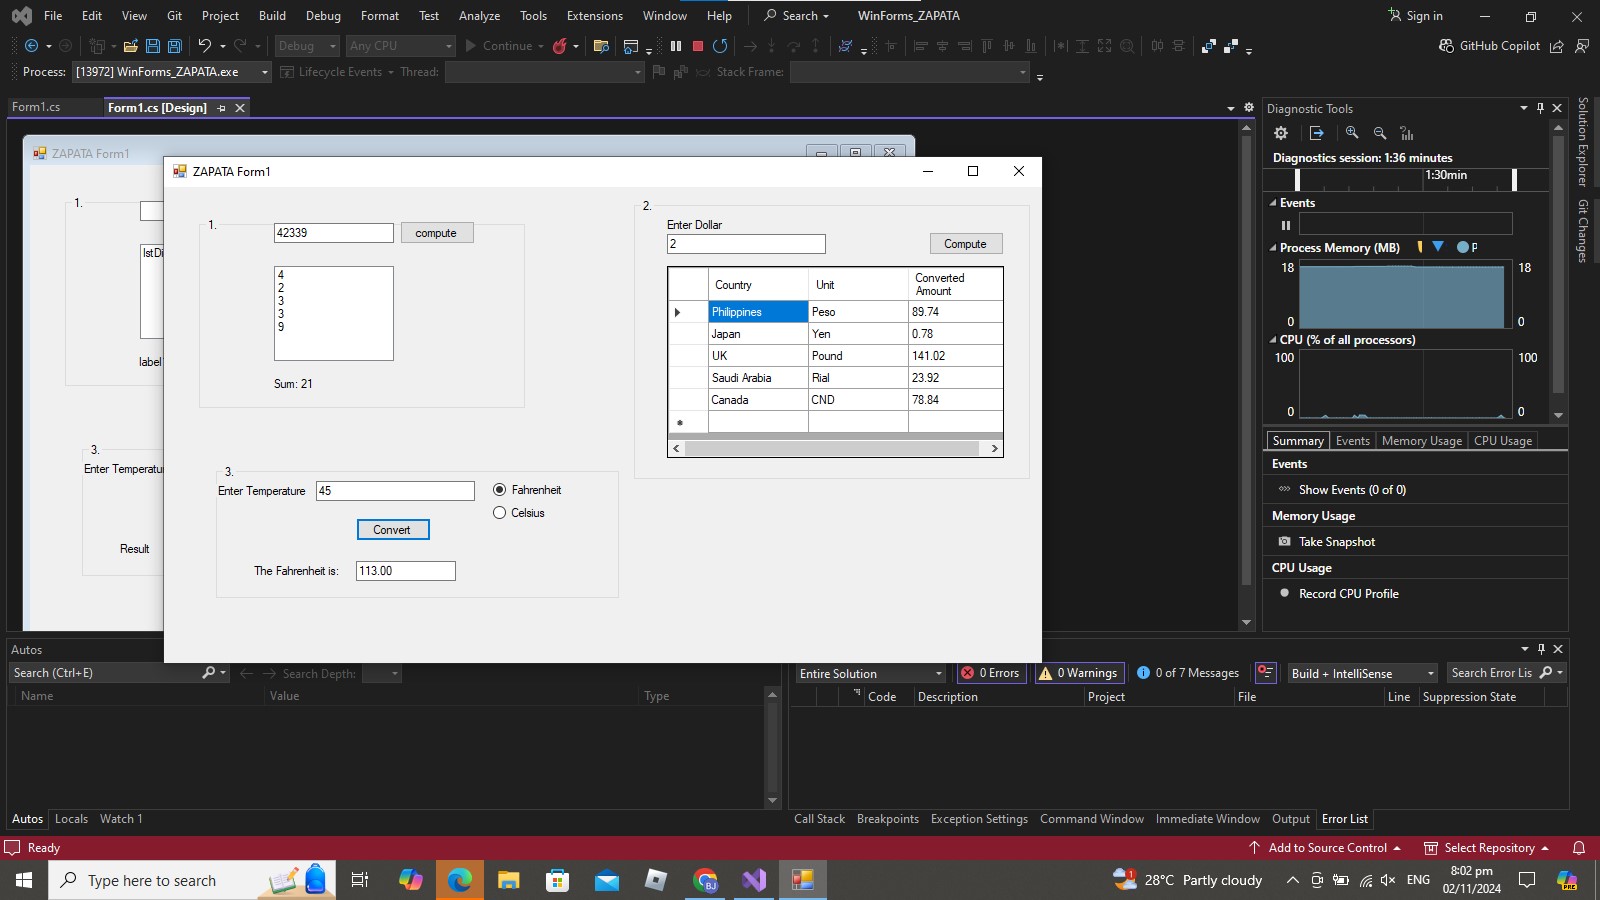 File Edit View Git Project Build Debug Format Test Analyze Tools Extensions Window Help Search WinForms_ZAPATA Sign in
Debug Any CPU Continue GitHub Copilot
Process: [13972] WinForms_ZAPATA.exe Lifecycle Events Thread: Stack Frame:
Form1.cs Form1.cs [Design]
ZAPATA Form1
1.
lstDi
label
3.
Enter Temperatu
Result
ZAPATA Form1
1.
42339 compute
4
2
3
3
9
Sum: 21
2.
Enter Dollar
2 Compute
Country Unit Converted Amount
Philippines Peso 89.74
Japan Yen 0.78
UK Pound 141.02
Saudi Arabia Rial 23.92
Canada CND 78.84
3.
Enter Temperature 45 Fahrenheit
Celsius
Convert
The Fahrenheit is: 113.00
Diagnostic Tools
Diagnostics session: 1:36 minutes
1:30min
Events
Process Memory (MB) P
18 18
0 0
CPU (% of all processors)
100 100
0 0
Summary Events Memory Usage CPU Usage
Events
Show Events (0 of 0)
Memory Usage
Take Snapshot
CPU Usage
Record CPU Profile
Solution Explorer
Git Changes
Autos
Search (Ctrl+E) Search Depth:
Name Value Type
Autos Locals Watch 1
Entire Solution 0 Errors 0 Warnings 0 of 7 Messages Build + IntelliSense Search Error Lis
Code Description Project File Line Suppression State
Call Stack Breakpoints Exception Settings Command Window Immediate Window Output Error List
Ready Add to Source Control Select Repository
Type here to search BJ 1 28°C Partly cloudy ENG 8:02 pm
02/11/2024
PRE